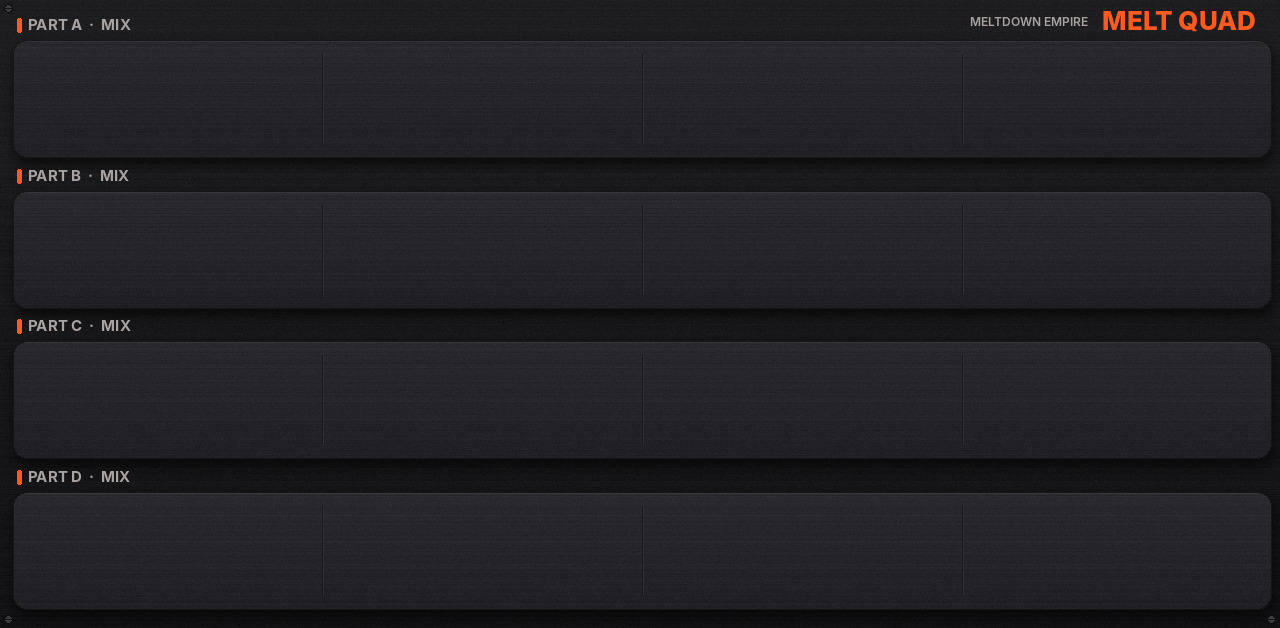 PART A · MIX
MELTDOWN EMPIRE MELT QUAD
PART B · MIX
PART C · MIX
PART D · MIX